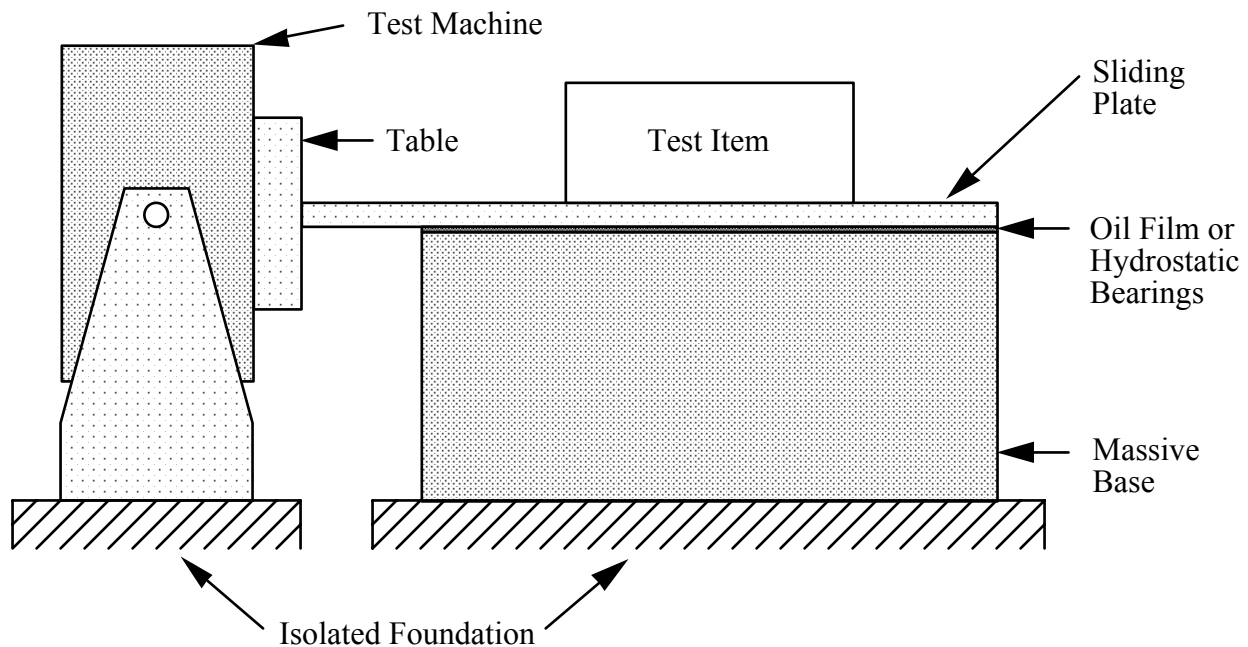 Test Machine
Sliding
Plate
Table
Test Item
Oil Film or
Hydrostatic
Bearings
Massive
Base
Isolated Foundation